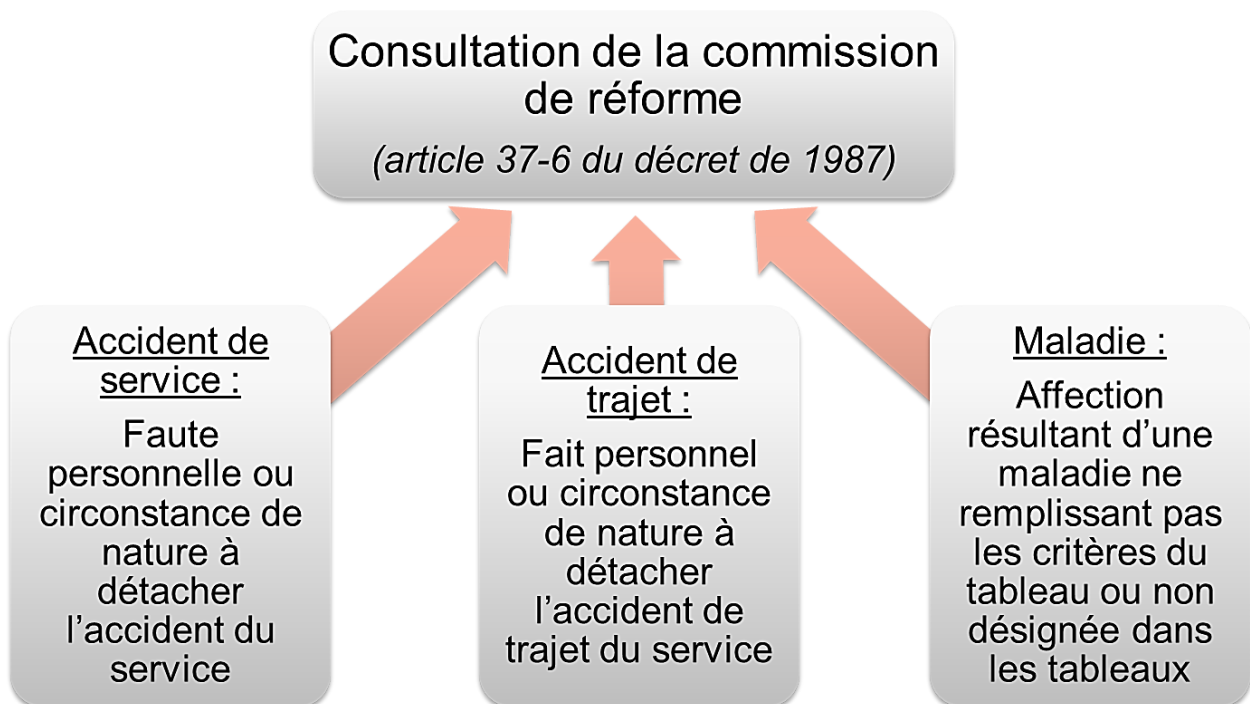 Consultation de la commission
de réforme
(article 37-6 du décret de 1987)
Accident de
service :
Faute
personnelle ou
circonstance de
nature à
détacher
l’accident du
service
Accident de
trajet :
Fait personnel
ou circonstance
de nature à
détacher
l’accident de
trajet du service
Maladie :
Affection
résultant d’une
maladie ne
remplissant pas
les critères du
tableau ou non
désignée dans
les tableaux